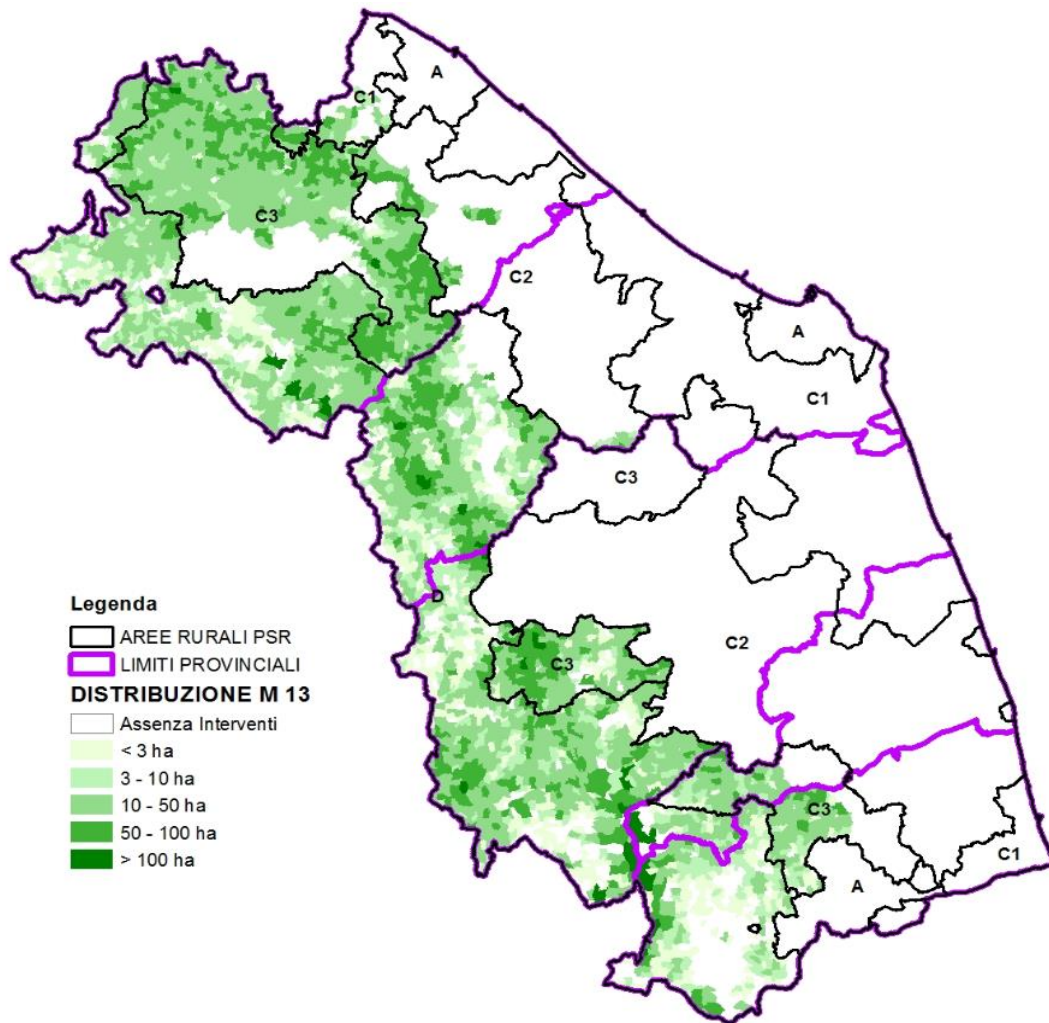 A
C1
C3
C2
A
C1
C3
D
C3
C2
C3
C1
A
Legenda
AREE RURALI PSR
LIMITI PROVINCIALI
DISTRIBUZIONE M 13
Assenza Interventi
< 3 ha
3 - 10 ha
10 - 50 ha
50 - 100 ha
> 100 ha